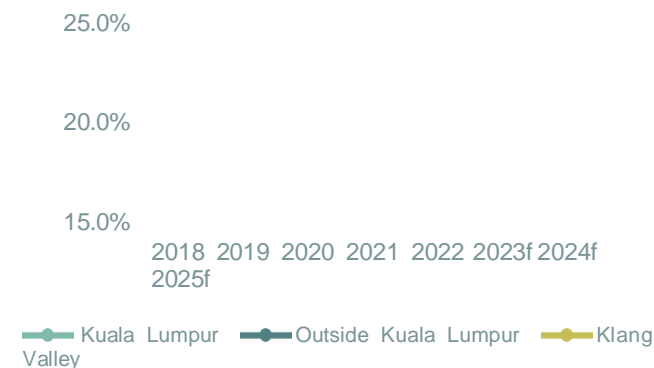 25.0%
20.0%
15.0%
2018 2019 2020 2021 2022 2023f 2024f
2025f
Kuala Lumpur Outside Kuala Lumpur Klang
Valley